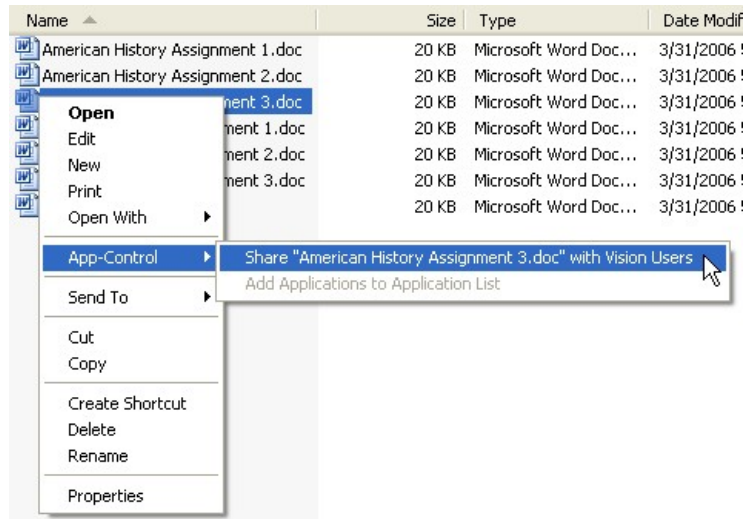 Name Size Type Date Modif
American History Assignment 1.doc 20 KB Microsoft Word Doc... 3/31/2006
American History Assignment 2.doc 20 KB Microsoft Word Doc... 3/31/2006
ment 3.doc 20 KB Microsoft Word Doc... 3/31/2006
ment 1.doc 20 KB Microsoft Word Doc... 3/31/2006
ment 2.doc 20 KB Microsoft Word Doc... 3/31/2006
ment 3.doc 20 KB Microsoft Word Doc... 3/31/2006
20 KB Microsoft Word Doc... 3/31/2006
Open
Edit
New
Print
Open With
App-Control
Share "American History Assignment 3.doc" with Vision Users
Add Applications to Application List
Send To
Cut
Copy
Create Shortcut
Delete
Rename
Properties